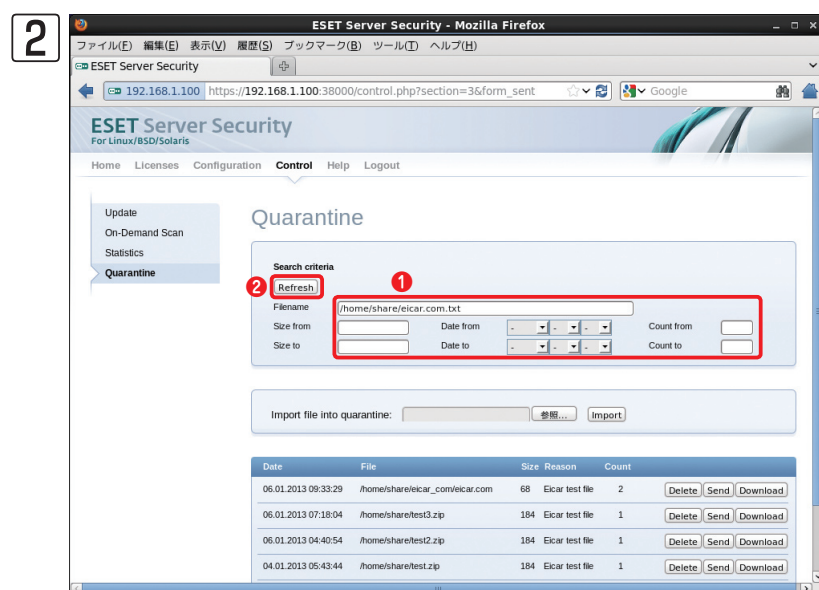 2
ESET Server Security - Mozilla Firefox
ファイル(F) 編集(E) 表示(V) 履歴(S) ブックマーク(B) ツール(T) ヘルプ(H)
ESET Server Security
192.168.1.100 https://192.168.1.100:38000/control.php?section=3&form_sent Google
ESET Server Security
For Linux/BSD/Solaris
Home Licenses Configuration Control Help Logout
Update
On-Demand Scan
Statistics
Quarantine
Quarantine
Search criteria
❷ Refresh ❶
Filename /home/share/eicar.com.txt
Size from Date from - - - Count from
Size to Date to - - - Count to
Import file into quarantine: 参照... Import
Date File Size Reason Count
06.01.2013 09:33:29 /home/share/eicar_com/eicar.com 68 Eicar test file 2 Delete Send Download
06.01.2013 07:18:04 /home/share/test3.zip 184 Eicar test file 1 Delete Send Download
06.01.2013 04:40:54 /home/share/test2.zip 184 Eicar test file 1 Delete Send Download
04.01.2013 05:43:44 /home/share/test.zip 184 Eicar test file 1 Delete Send Download